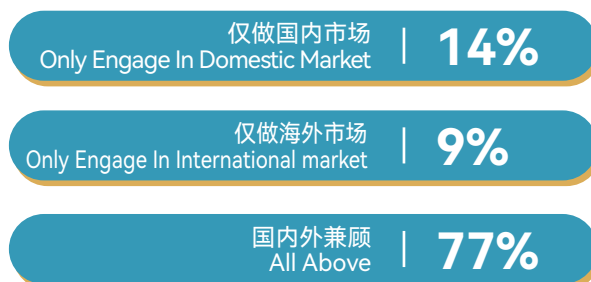 仅做国内市场
Only Engage In Domestic Market
14%
仅做海外市场
Only Engage In International market
9%
国内外兼顾
All Above
77%